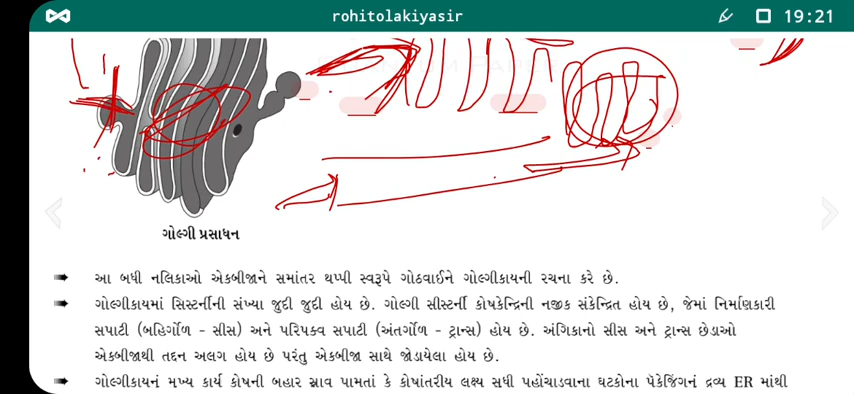 rohitolakiyasir
19:21
ગોલ્ગી પ્રસાધન
આ બધી નલિકાઓ એકબીજાને સમાંતર થપ્પી સ્વરૂપે ગોઠવાઈને ગોલ્ગીકાયની રચના કરે છે.
ગોલ્ગીકાયમાં સિસ્ટર્નીની સંખ્યા જુદી જુદી હોય છે. ગોલ્ગી સીસ્ટર્ની કોષકેન્દ્રિની નજીક સંકેન્દ્રિત હોય છે, જેમાં નિર્માણકારી
સપાટી (બહિર્ગોળ - સીસ) અને પરિપક્વ સપાટી (અંતર્ગોળ - ટ્રાન્સ) હોય છે. અંગિકાનો સીસ અને ટ્રાન્સ છેડાઓ
એકબીજાથી તદ્દન અલગ હોય છે પરંતુ એકબીજા સાથે જોડાયેલા હોય છે.
ગોલ્ગીકાયનું મુખ્ય કાર્ય કોષની બહાર સ્રાવ પામતાં કે કોષાંતરીય લક્ષ્ય સુધી પહોંચાડવાના ઘટકોના પૅકેજિંગનું દ્રવ્ય ER માંથી